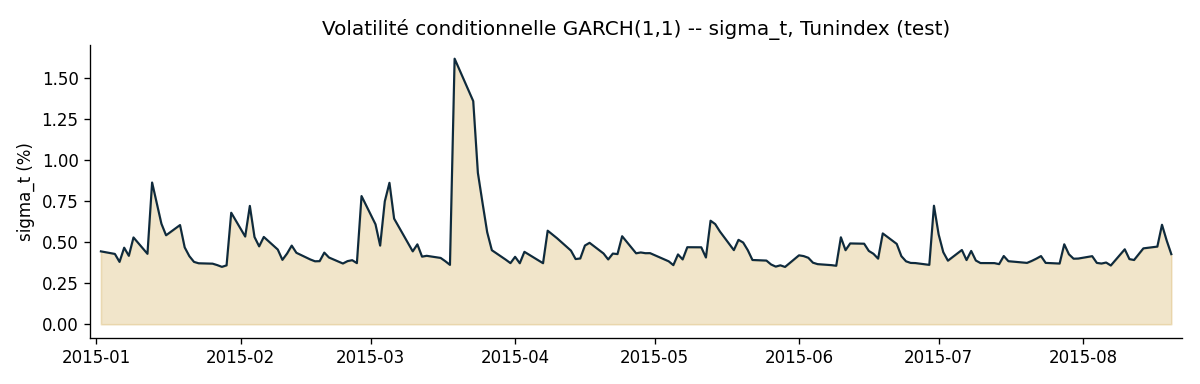 Volatilité conditionnelle GARCH(1,1) -- sigma_t, Tunindex (test)
sigma_t (%)
1.50
1.25
1.00
0.75
0.50
0.25
0.00
2015-01 2015-02 2015-03 2015-04 2015-05 2015-06 2015-07 2015-08